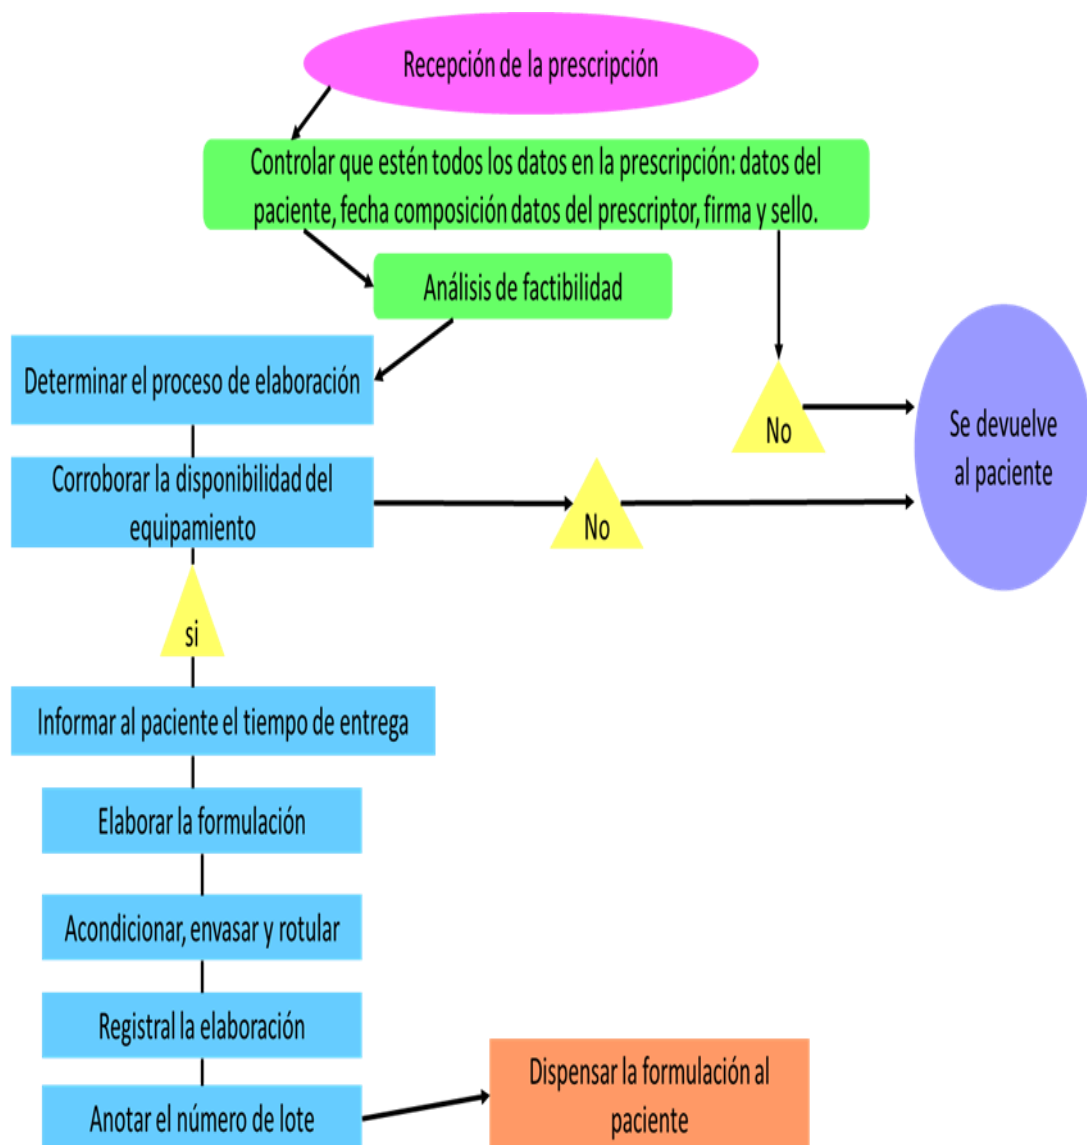 Recepción de la prescripción
Controlar que estén todos los datos en la prescripción: datos del
paciente, fecha composición datos del prescriptor, firma y sello.
Análisis de factibilidad
Determinar el proceso de elaboración
No
Se devuelve
al paciente
Corroborar la disponibilidad del
equipamiento
No
si
Informar al paciente el tiempo de entrega
Elaborar la formulación
Acondicionar, envasar y rotular
Registral la elaboración
Anotar el número de lote
Dispensar la formulación al
paciente